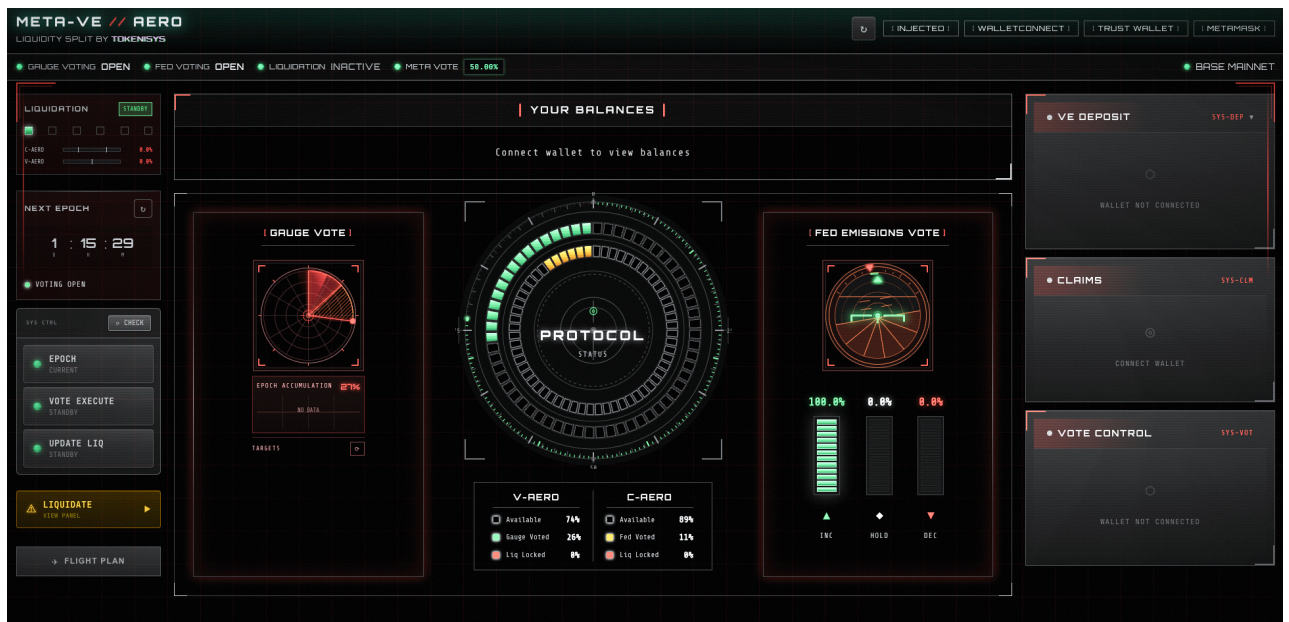 META-VE // AERO
LIQUIDITY SPLIT BY TOKENISYS
↻
[ INJECTED ]
[ WALLETCONNECT ]
[ TRUST WALLET ]
[ METAMASK ]
GAUGE VOTING OPEN
FED VOTING OPEN
LIQUIDATION INACTIVE
META VOTE 50.00%
BASE MAINNET
LIQUIDATION
STANDBY
C-AERO 0.0%
V-AERO 0.0%
NEXT EPOCH
↻
1 : 15 : 29
D H M
VOTING OPEN
SYS CTRL
CHECK
EPOCH
CURRENT
VOTE EXECUTE
STANDBY
UPDATE LIQ
STANDBY
LIQUIDATE
VIEW PANEL
FLIGHT PLAN
| YOUR BALANCES |
Connect wallet to view balances
[ GAUGE VOTE ]
EPOCH ACCUMULATION 27%
NO DATA
TARGETS
PROTOCOL
STATUS
V-AERO
Available 74%
Gauge Voted 26%
Liq Locked 0%
C-AERO
Available 89%
Fed Voted 11%
Liq Locked 0%
[ FED EMISSIONS VOTE ]
100.0% 0.0% 0.0%
▲ ◆ ▼
INC HOLD DEC
VE DEPOSIT
SYS-DEP ▼
WALLET NOT CONNECTED
CLAIMS
SYS-CLM
CONNECT WALLET
VOTE CONTROL
SYS-VOT
WALLET NOT CONNECTED